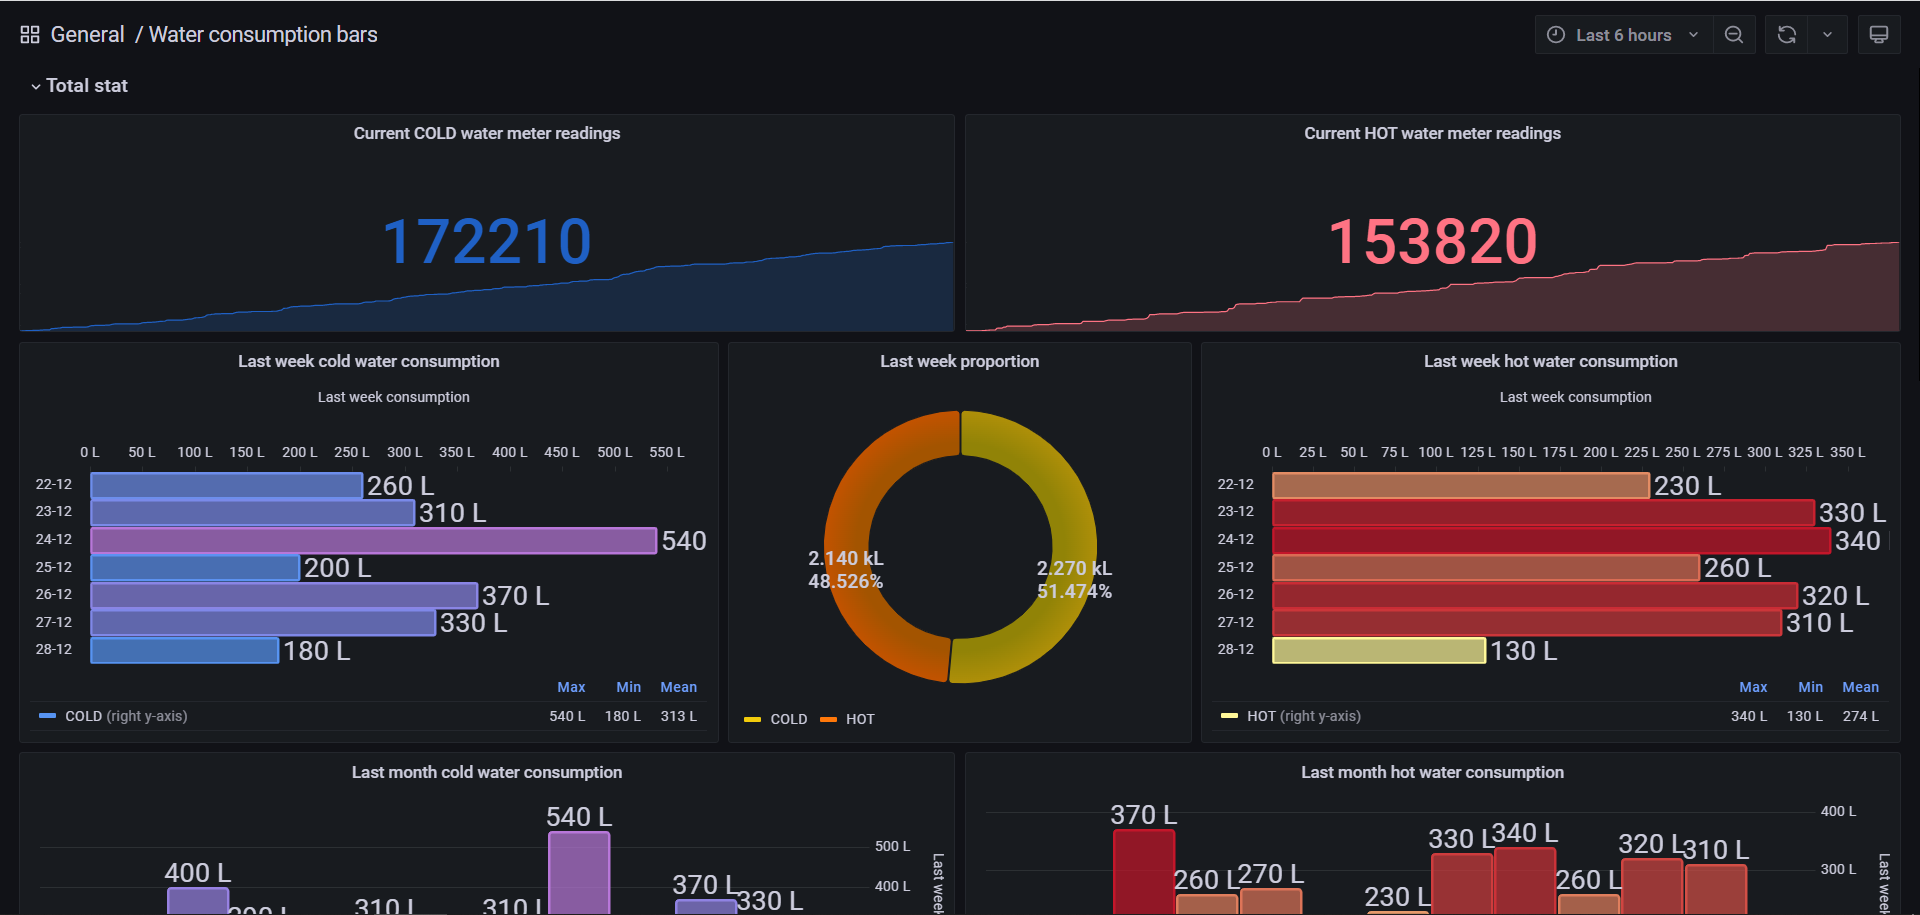 General / Water consumption bars
Last 6 hours
Total stat
Current COLD water meter readings
172210
Current HOT water meter readings
153820
Last week cold water consumption
Last week consumption
0 L 50 L 100 L 150 L 200 L 250 L 300 L 350 L 400 L 450 L 500 L 550 L
22-12 260 L
23-12 310 L
24-12 540
25-12 200 L
26-12 370 L
27-12 330 L
28-12 180 L
Max Min Mean
COLD (right y-axis) 540 L 180 L 313 L
Last week proportion
2.140 kL
48.526%
2.270 kL
51.474%
COLD HOT
Last week hot water consumption
Last week consumption
0 L 25 L 50 L 75 L 100 L 125 L 150 L 175 L 200 L 225 L 250 L 275 L 300 L 325 L 350 L
22-12 230 L
23-12 330 L
24-12 340
25-12 260 L
26-12 320 L
27-12 310 L
28-12 130 L
Max Min Mean
HOT (right y-axis) 340 L 130 L 274 L
Last month cold water consumption
540 L
500 L
400 L
370 L
400 L
330 L
310 L
310 L
Last week
Last month hot water consumption
370 L
400 L
330 L
340 L
320 L
310 L
300 L
260 L
270 L
260 L
230 L
Last week